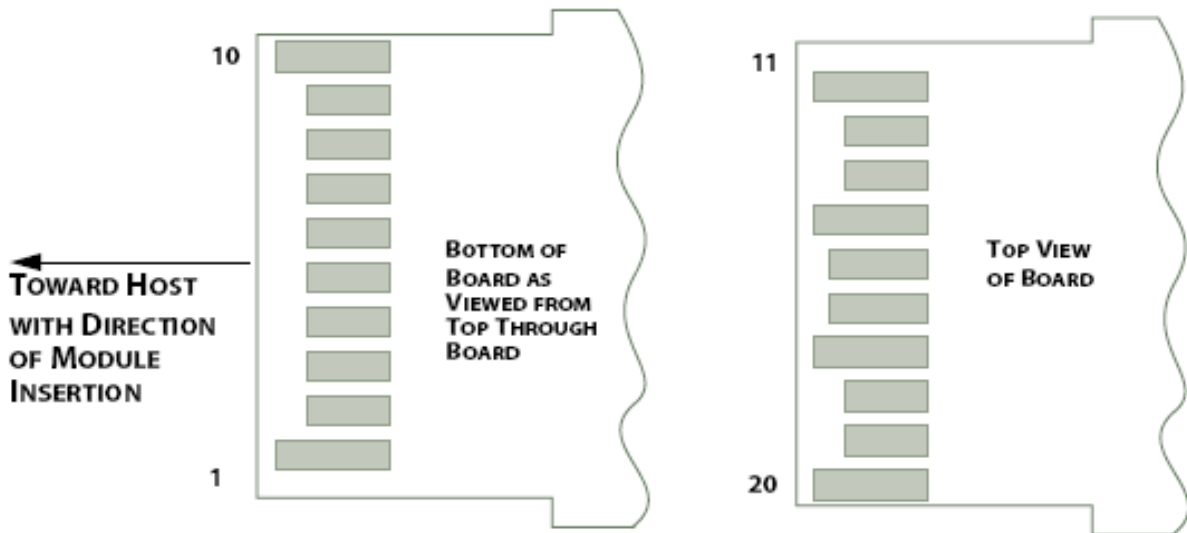 10
11
Bottom of
Board as
Viewed from
Top Through
Board
Top View
of Board
Toward Host
with Direction
of Module
Insertion
1
20